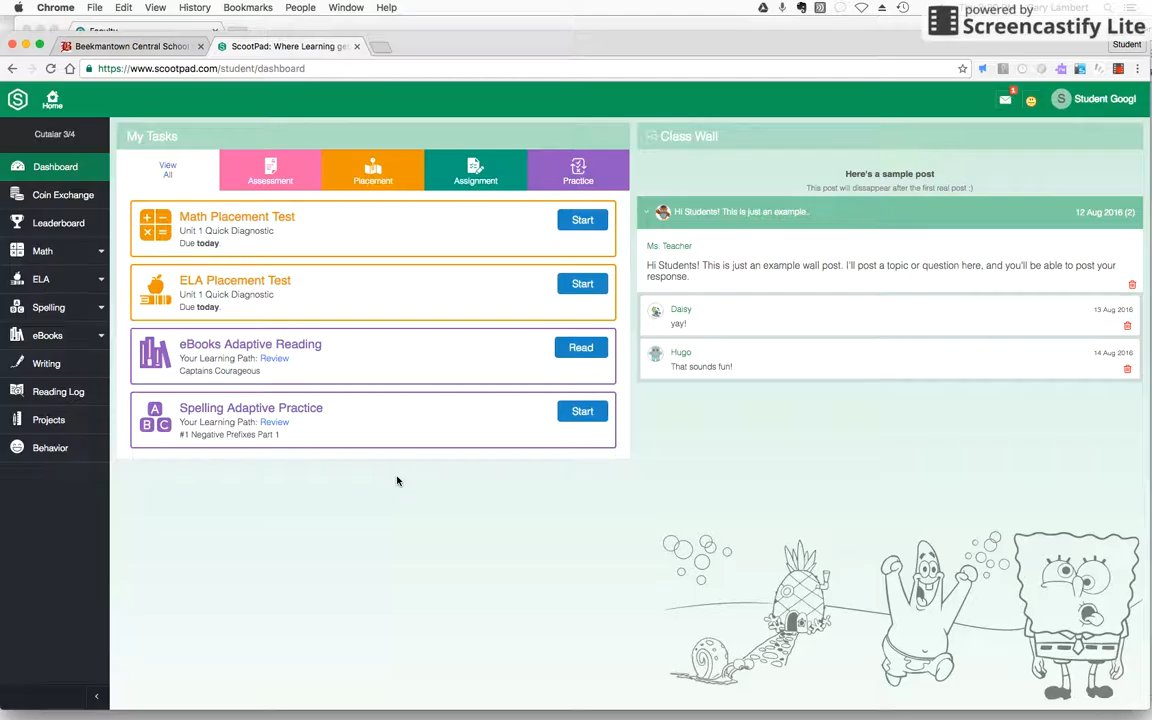 Chrome File Edit View History Bookmarks People Window Help
powered by
Screencastify Lite
Beekmantown Central School
ScootPad: Where Learning ge
Student
https://www.scootpad.com/student/dashboard
Home
1
S Student Googl
Cutaiar 3/4
Dashboard
Coin Exchange
Leaderboard
Math
ELA
Spelling
eBooks
Writing
Reading Log
Projects
Behavior
My Tasks
View
All
Assessment
Placement
Assignment
Practice
Math Placement Test
Unit 1 Quick Diagnostic
Due today.
Start
ELA Placement Test
Unit 1 Quick Diagnostic
Due today.
Start
eBooks Adaptive Reading
Your Learning Path: Review
Captains Courageous
Read
A
B C
Spelling Adaptive Practice
Your Learning Path: Review
#1 Negative Prefixes Part 1
Start
Class Wall
Here's a sample post
This post will disappear after the first real post :)
Hi Students! This is just an example..
12 Aug 2016 (2)
Ms. Teacher
Hi Students! This is just an example wall post. I'll post a topic or question here, and you'll be able to post your
response.
Daisy
13 Aug 2016
yay!
Hugo
14 Aug 2016
That sounds fun!